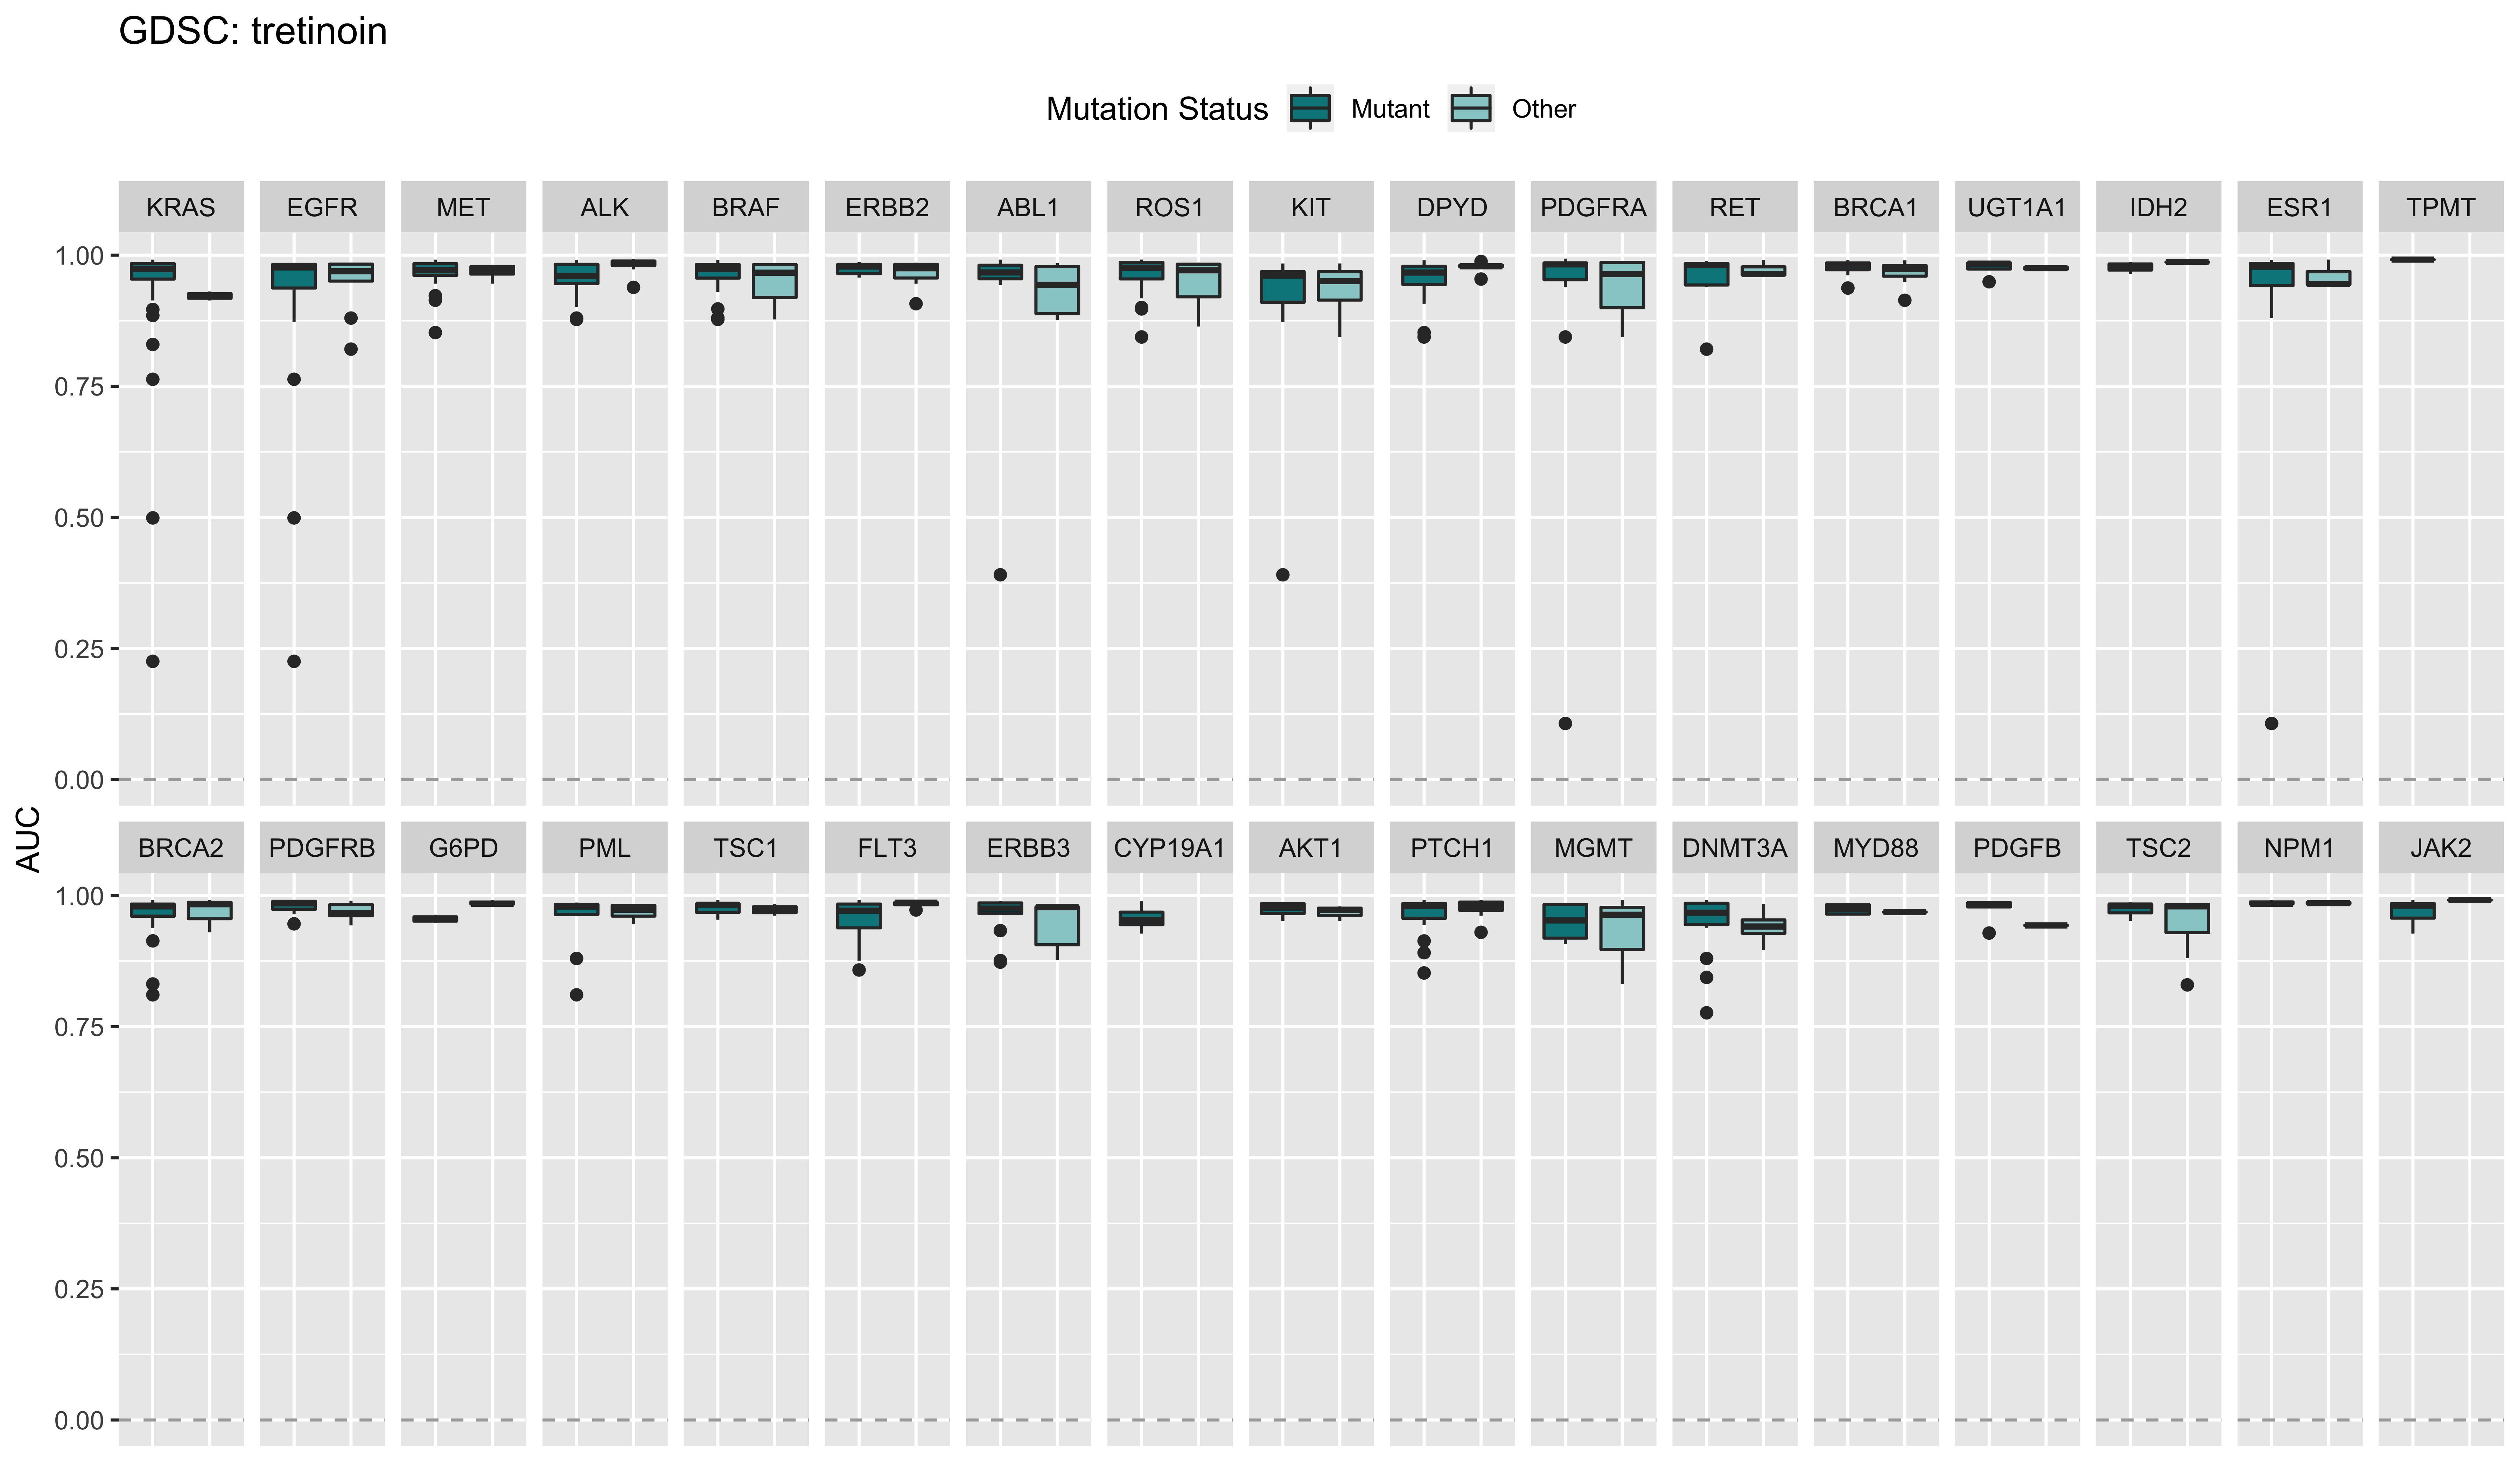 GDSC: tretinoin
Mutation Status Mutant Other
KRAS EGFR MET ALK BRAF ERBB2 ABL1 ROS1 KIT DPYD PDGFRA RET BRCA1 UGT1A1 IDH2 ESR1 TPMT
1.00
0.75
0.50
0.25
0.00
AUC
BRCA2 PDGFRB G6PD PML TSC1 FLT3 ERBB3 CYP19A1 AKT1 PTCH1 MGMT DNMT3A MYD88 PDGFB TSC2 NPM1 JAK2
1.00
0.75
0.50
0.25
0.00